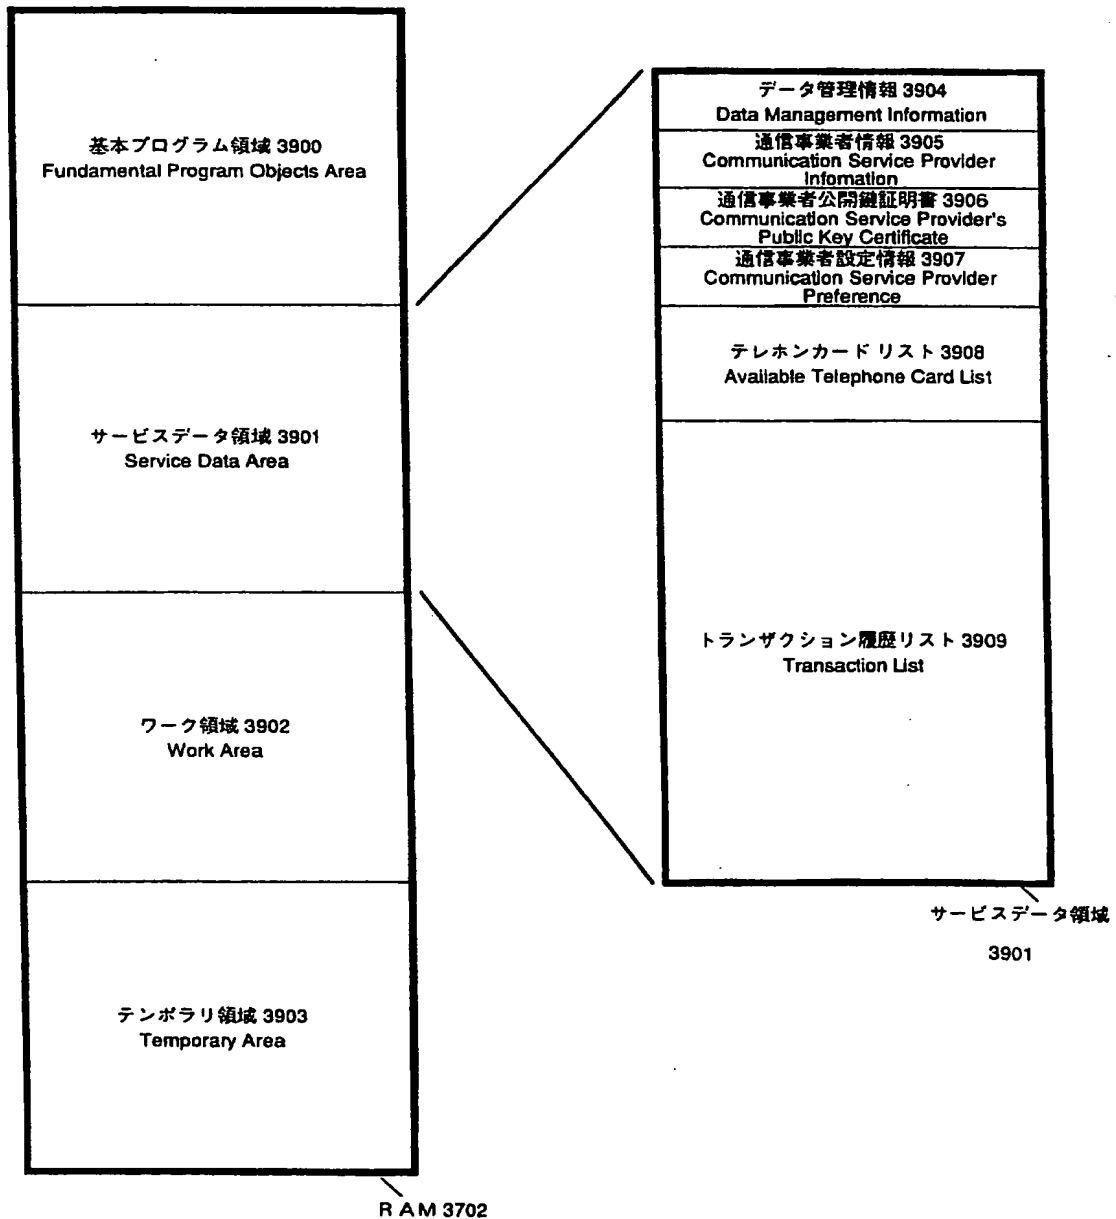 基本プログラム領域 3900
Fundamental Program Objects Area
サービスデータ領域 3901
Service Data Area
ワーク領域 3902
Work Area
テンポラリ領域 3903
Temporary Area
RAM 3702
データ管理情報 3904
Data Management Information
通信事業者情報 3905
Communication Service Provider
Infomation
通信事業者公開鍵証明書 3906
Communication Service Provider's
Public Key Certificate
通信事業者設定情報 3907
Communication Service Provider
Preference
テレホンカード リスト 3908
Available Telephone Card List
トランザクション履歴リスト 3909
Transaction List
サービスデータ領域
3901